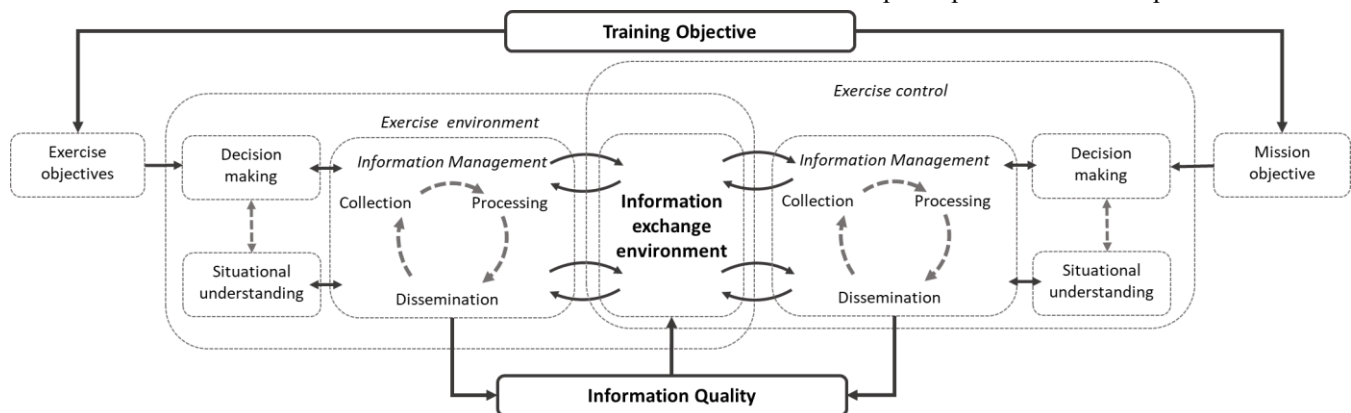 Training Objective
Exercise control
Exercise environment
Exercise
objectives
Decision
making
Information Management
Collection
Processing
Dissemination
Situational
understanding
Information
exchange
environment
Information Management
Collection
Processing
Dissemination
Decision
making
Situational
understanding
Mission
objective
Information Quality